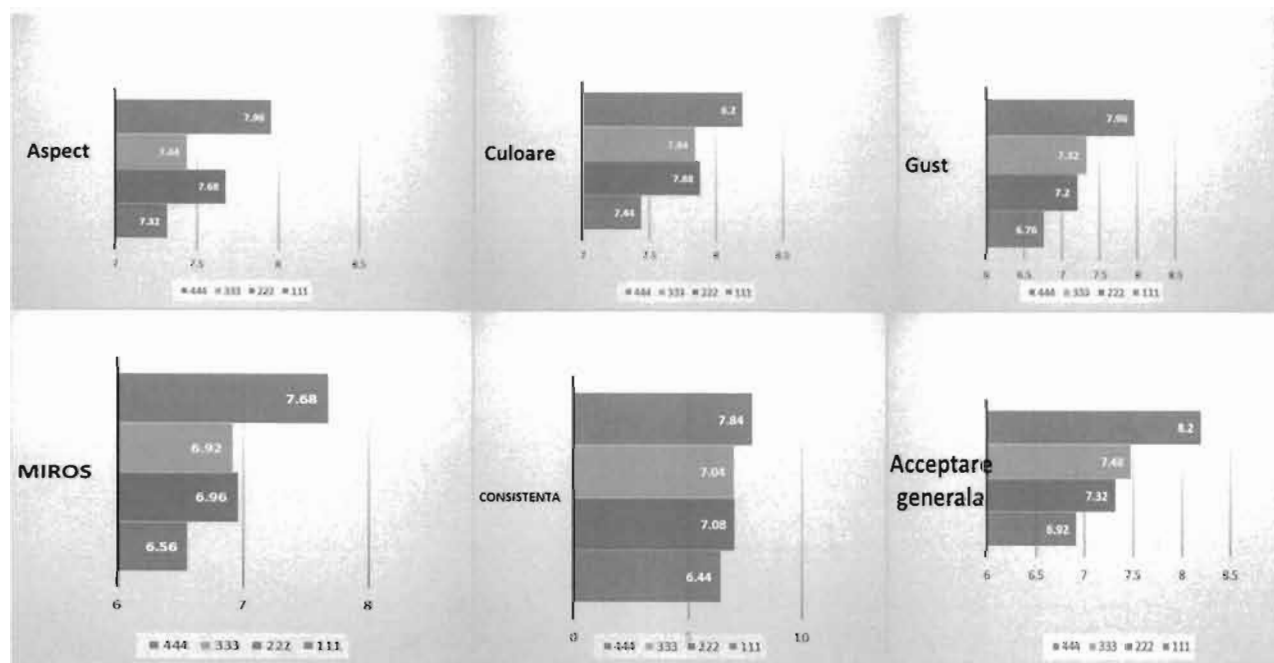 Aspect
7.96
7.44
7.68
7.32
7 7.5 8 8.5
444 333 222 111
Culoare
8.2
7.84
7.88
7.44
7 7.5 8 8.5
444 333 222 111
Gust
7.96
7.32
7.2
6.76
6 6.5 7 7.5 8 8.5
444 333 222 111
MIROS
7.68
6.92
6.96
6.56
6 7 8
444 333 222 111
CONSISTENTA
7.84
7.04
7.08
6.44
0 5 10
444 333 222 111
Acceptare
generala
8.2
7.48
7.32
6.92
6 6.5 7 7.5 8 8.5
444 333 222 111